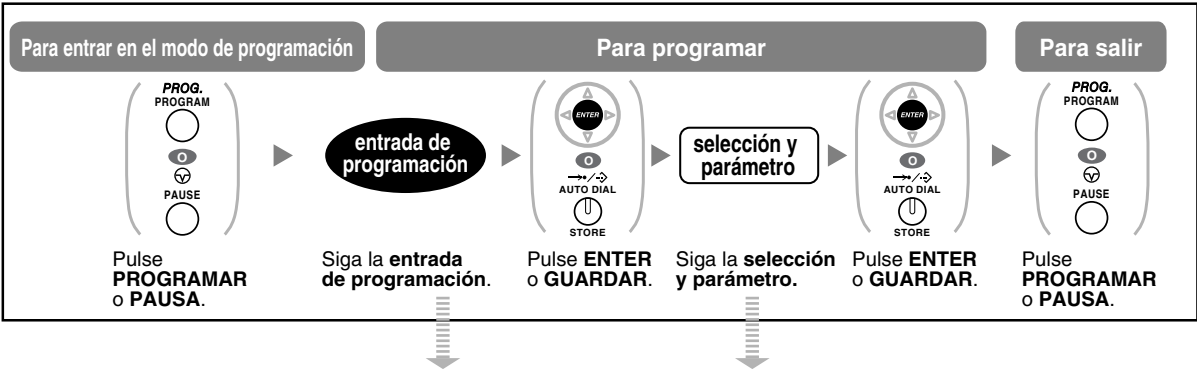 Para entrar en el modo de programación
Para programar
Para salir
PROG.
PROGRAM
O
PAUSE
entrada de
programación
ENTER
O
AUTO DIAL
STORE
selección y
parámetro
ENTER
O
AUTO DIAL
STORE
PROG.
PROGRAM
O
PAUSE
Pulse
PROGRAMAR
o PAUSA.
Siga la entrada
de programación.
Pulse ENTER
o GUARDAR.
Siga la selección
y parámetro.
Pulse ENTER
o GUARDAR.
Pulse
PROGRAMAR
o PAUSA.